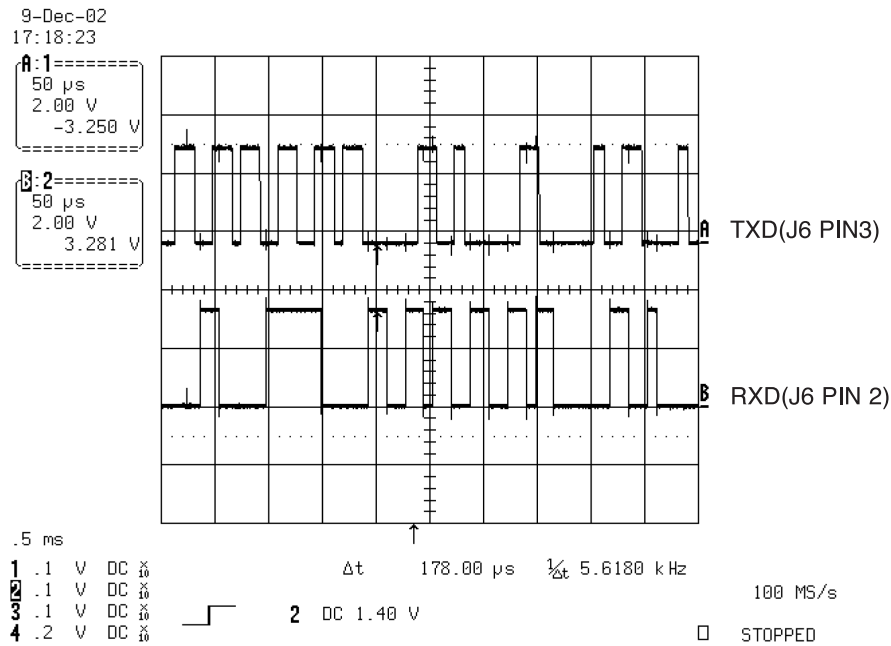 9-Dec-02
17:18:23
A:1
50 µs
2.00 V
-3.250 V
B:2
50 µs
2.00 V
3.281 V
A TXD(J6 PIN3)
B RXD(J6 PIN 2)
.5 ms
1 .1 V DC X10
2 .1 V DC X10
3 .1 V DC X10
4 .2 V DC X10
Δt 178.00 µs 1/Δt 5.6180 kHz
2 DC 1.40 V
100 MS/s
STOPPED